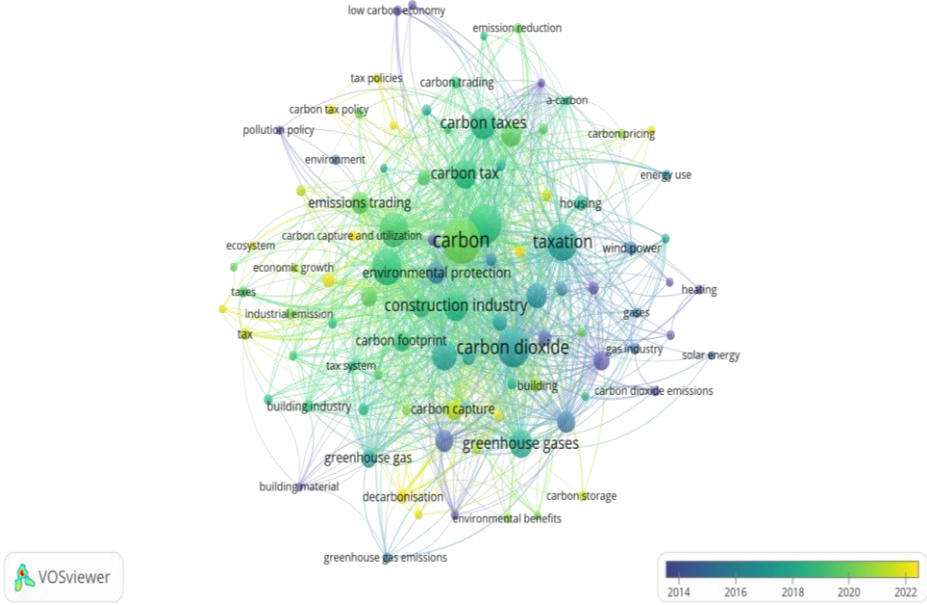 low carbon economy
emission reduction
tax policies
carbon trading
a-carbon
carbon tax policy
carbon taxes
pollution policy
carbon pricing
environment
carbon tax
energy use
emissions trading
housing
carbon capture and utilization
carbon
taxation
ecosystem
wind power
economic growth
environmental protection
taxes
heating
construction industry
industrial emission
gases
tax
carbon footprint
carbon dioxide
gas industry
solar energy
tax system
building
carbon dioxide emissions
building industry
carbon capture
greenhouse gases
greenhouse gas
building material
decarbonisation
carbon storage
environmental benefits
greenhouse gas emissions
VOSviewer
2014 2016 2018 2020 2022